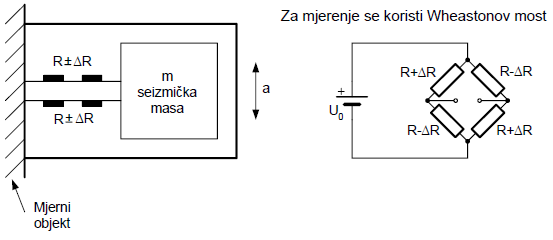 Za mjerenje se koristi Wheastonov most
R±ΔR
m
seizmička
masa
R±ΔR
a
Mjerni
objekt
+
U0
R+ΔR
R-ΔR
R-ΔR
R+ΔR